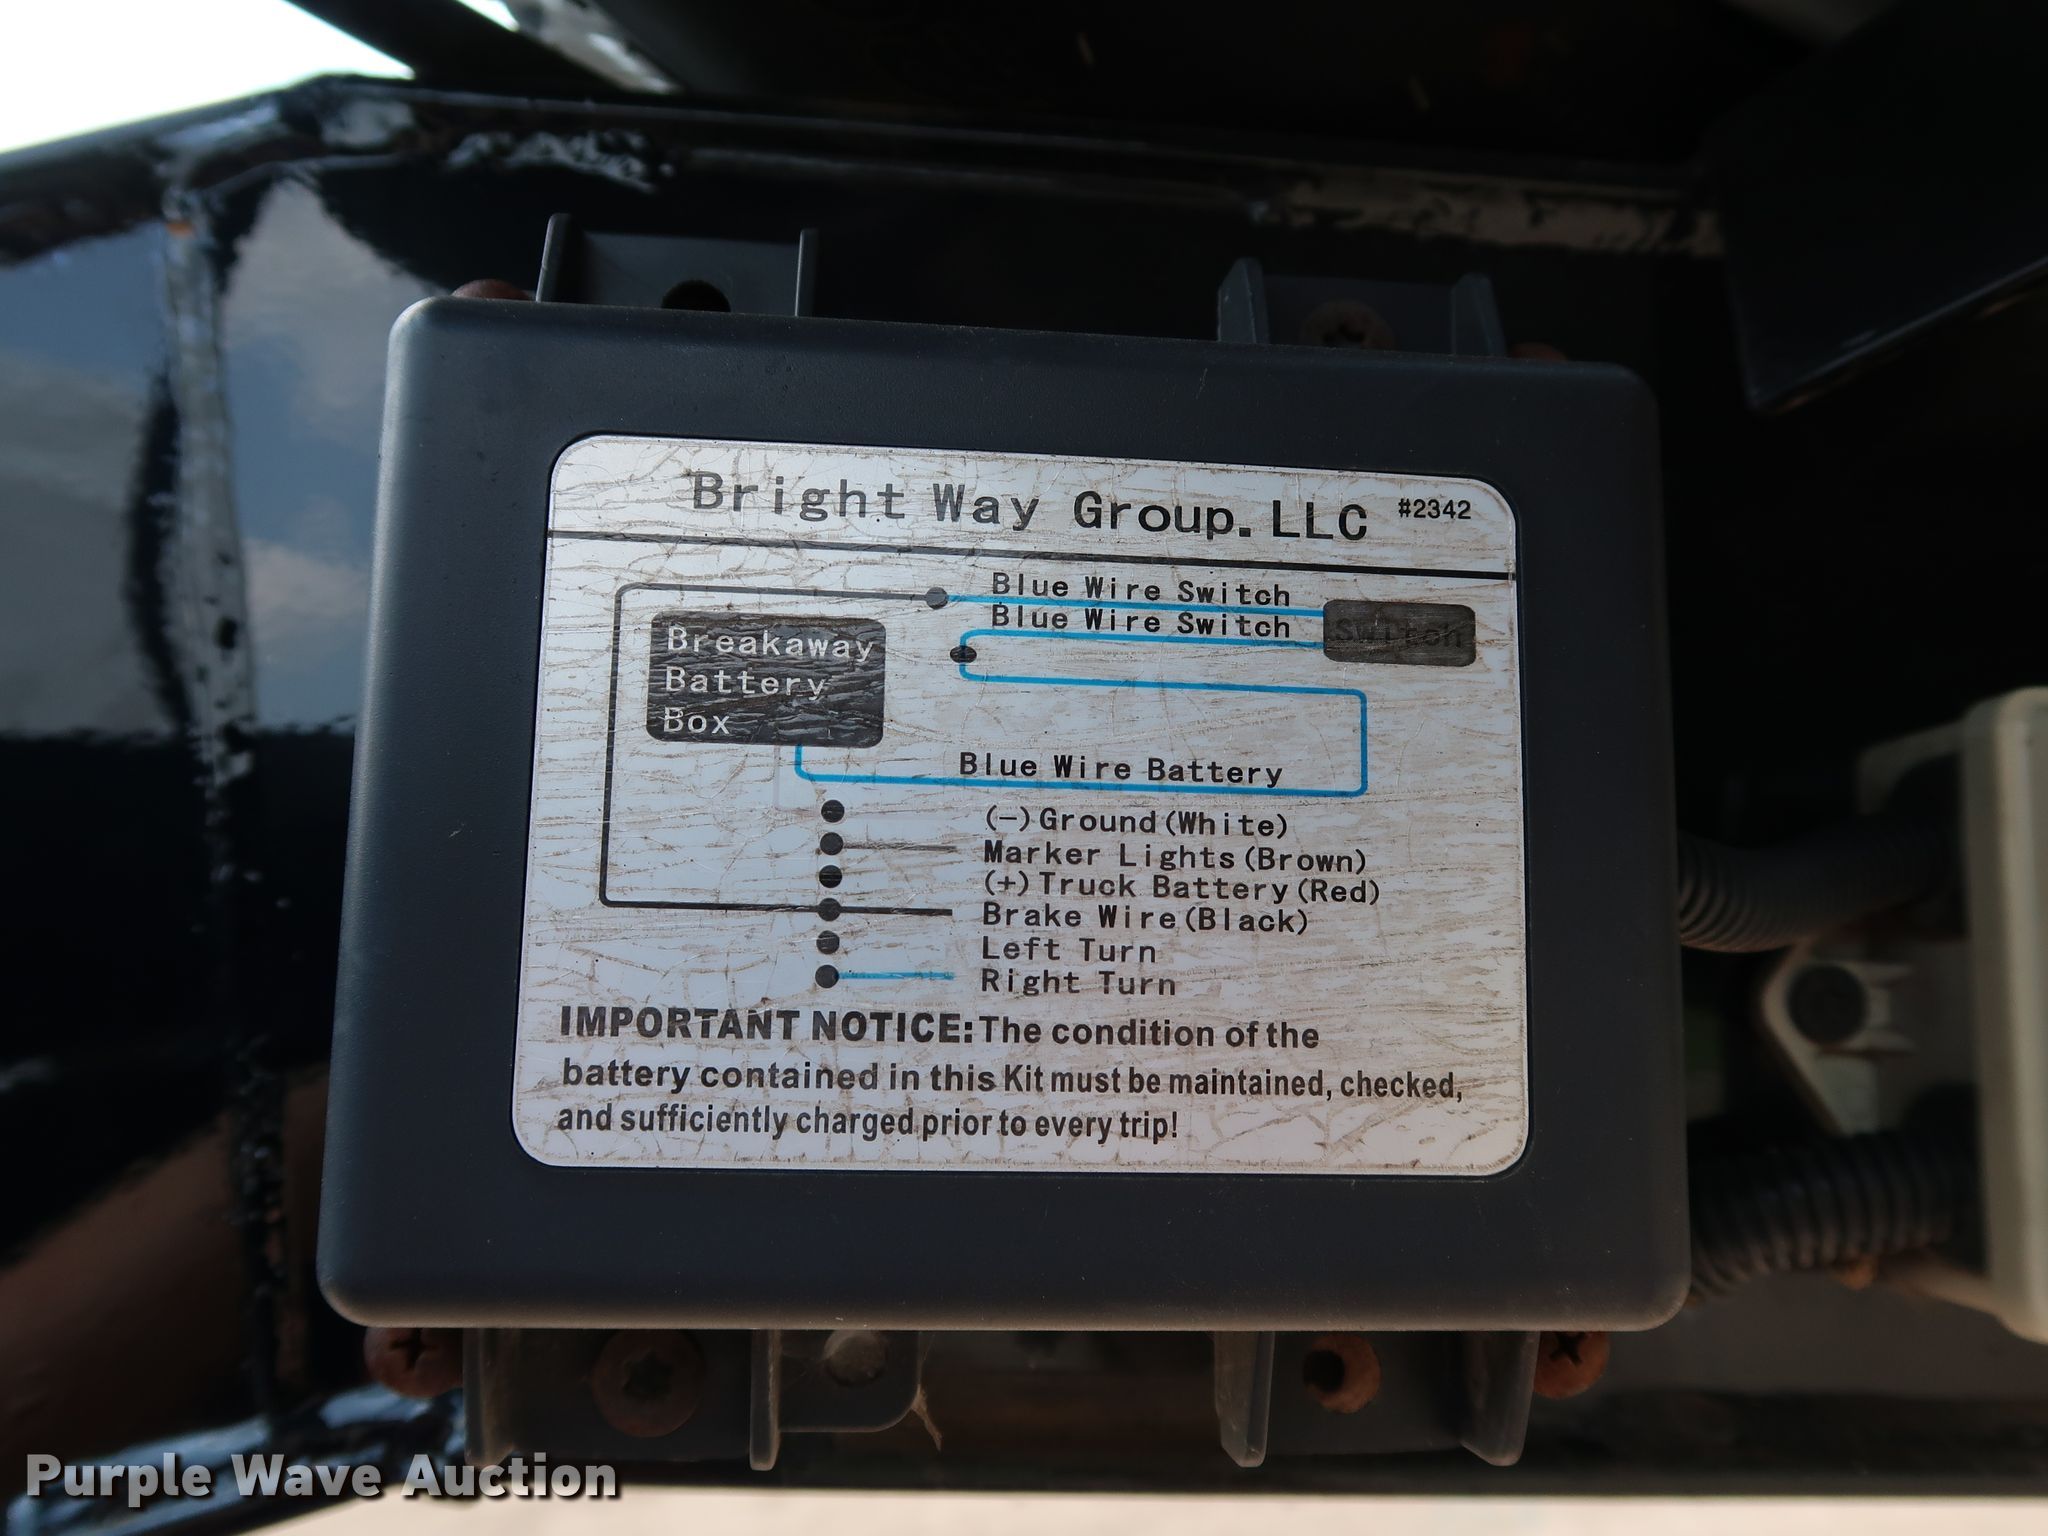 Bright Way Group.LLC #2342
Blue Wire Switch
Blue Wire Switch
Switch
Breakaway
Battery
Box
Blue Wire Battery
(-)Ground(White)
Marker Lights(Brown)
(+)Truck Battery(Red)
Brake Wire(Black)
Left Turn
Right Turn
IMPORTANT NOTICE: The condition of the
battery contained in this Kit must be maintained, checked,
and sufficiently charged prior to every trip!
Purple Wave Auction